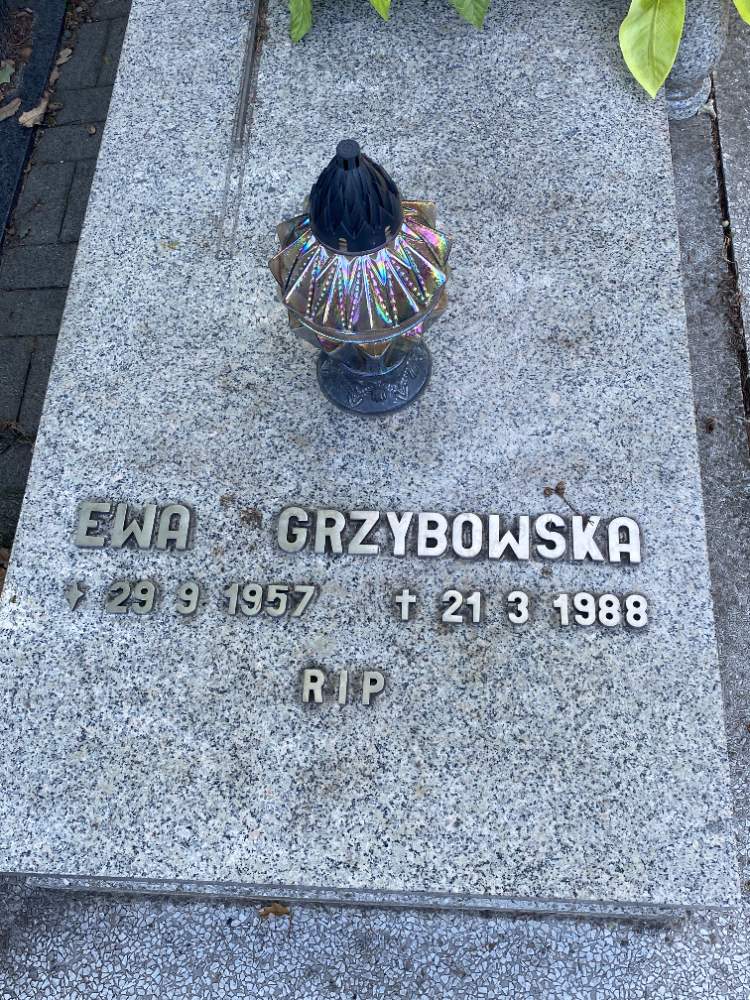 EWA GRZYBOWSKA
✦ 29 9 1957 † 21 3 1988
RIP